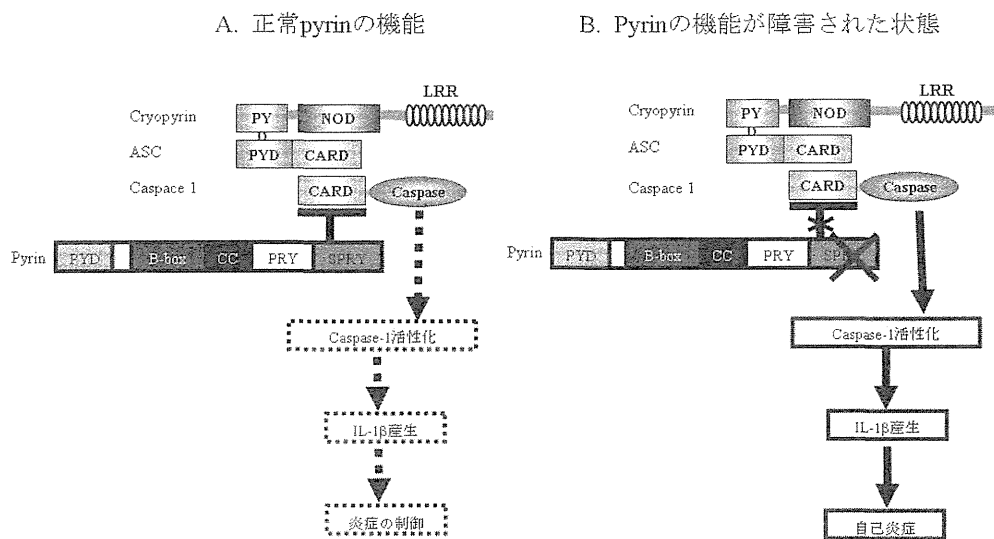 A. 正常pyrinの機能
LRR
Cryopyrin
PY
NOD
D
ASC
PYD
CARD
Caspace 1
CARD
Caspase
Pyrin
PYD
B-box
CC
PRY
SPRY
Caspase-1活性化
IL-1β産生
炎症の制御
B. Pyrinの機能が障害された状態
LRR
Cryopyrin
PY
NOD
D
ASC
PYD
CARD
Caspace 1
CARD
Caspase
Pyrin
PYD
B-box
CC
PRY
Caspase-1活性化
IL-1β産生
自己炎症